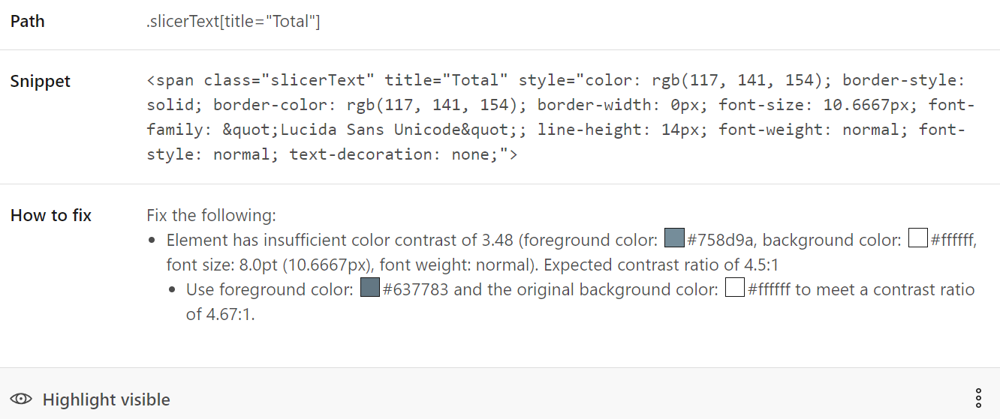 Path
.slicerText[title="Total"]
Snippet
<span class="slicerText" title="Total" style="color: rgb(117, 141, 154); border-style:
solid; border-color: rgb(117, 141, 154); border-width: 0px; font-size: 10.6667px; font-
family: &quot;Lucida Sans Unicode&quot;; line-height: 14px; font-weight: normal; font-
style: normal; text-decoration: none;">
How to fix
Fix the following:
• Element has insufficient color contrast of 3.48 (foreground color: #758d9a, background color: #ffffff,
font size: 8.0pt (10.6667px), font weight: normal). Expected contrast ratio of 4.5:1
• Use foreground color: #637783 and the original background color: #ffffff to meet a contrast ratio
of 4.67:1.
Highlight visible